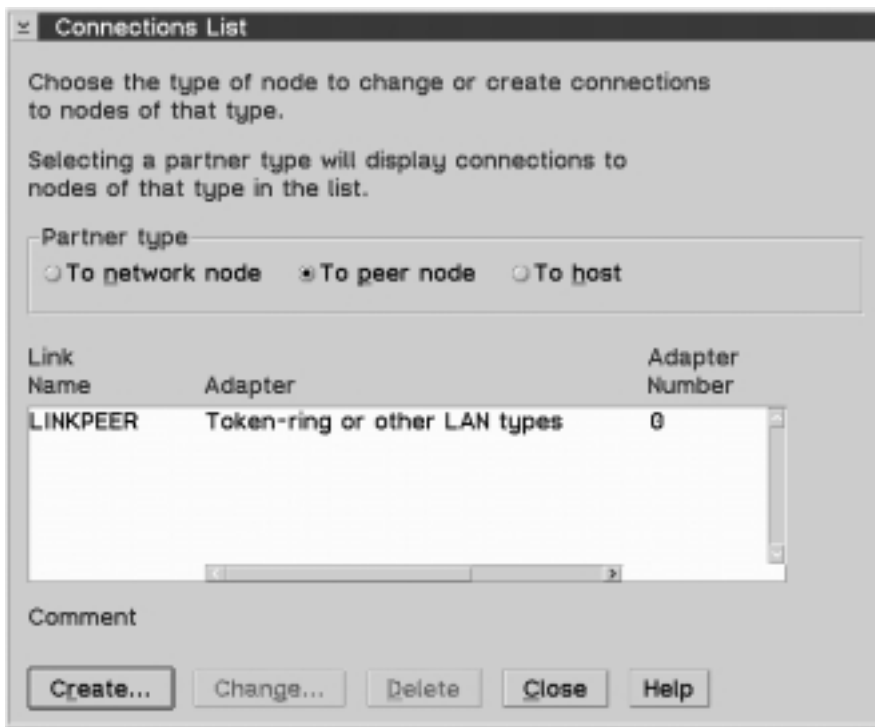 Connections List
Choose the type of node to change or create connections
to nodes of that type.
Selecting a partner type will display connections to
nodes of that type in the list.
Partner type
To network node To peer node To host
Link Adapter
Name Adapter Number
LINKPEER Token-ring or other LAN types 0
Comment
Create... Change... Delete Close Help